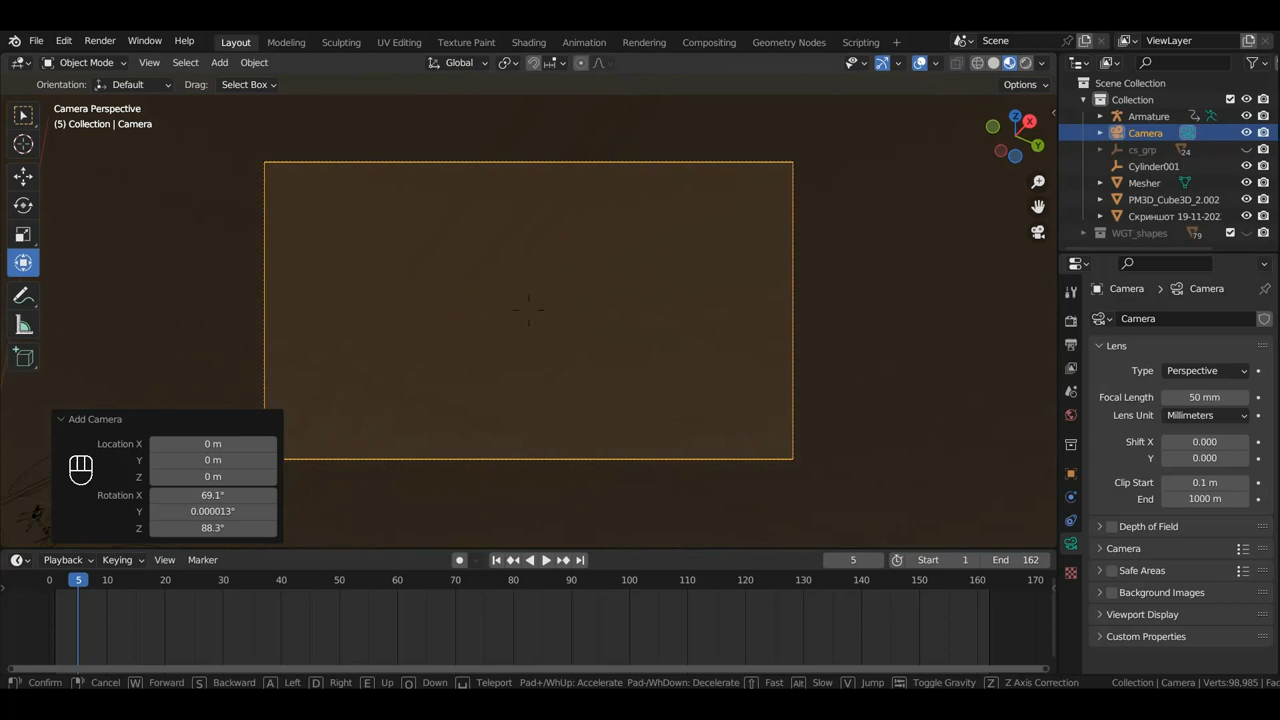 File Edit Render Window Help Layout Modeling Sculpting UV Editing Texture Paint Shading Animation Rendering Compositing Geometry Nodes Scripting Scene ViewLayer
Object Mode View Select Add Object Global
Orientation: Default Drag: Select Box Options
Camera Perspective
(5) Collection | Camera
Z
X
Y
Scene Collection
Collection
Armature
Camera
cs_grp 24
Cylinder001
Mesher
PM3D_Cube3D_2.002
Скриншот 19-11-202
WGT_shapes 79
Camera Camera
Camera
Lens
Type Perspective
Focal Length 50 mm
Lens Unit Millimeters
Shift X 0.000
Y 0.000
Clip Start 0.1 m
End 1000 m
Depth of Field
Camera
Safe Areas
Background Images
Viewport Display
Custom Properties
Add Camera
Location X 0 m
Y 0 m
Z 0 m
Rotation X 69.1°
Y 0.000013°
Z 88.3°
Playback Keying View Marker 5 Start 1 End 162
0 5 10 20 30 40 50 60 70 80 90 100 110 120 130 140 150 160 170
Confirm Cancel W Forward S Backward A Left D Right E Up Q Down Teleport Pad+/WhUp: Accelerate Pad-/WhDown: Decelerate Fast Alt Slow V Jump Toggle Gravity Z Z Axis Correction Collection | Camera | Verts:98,985 | Fac